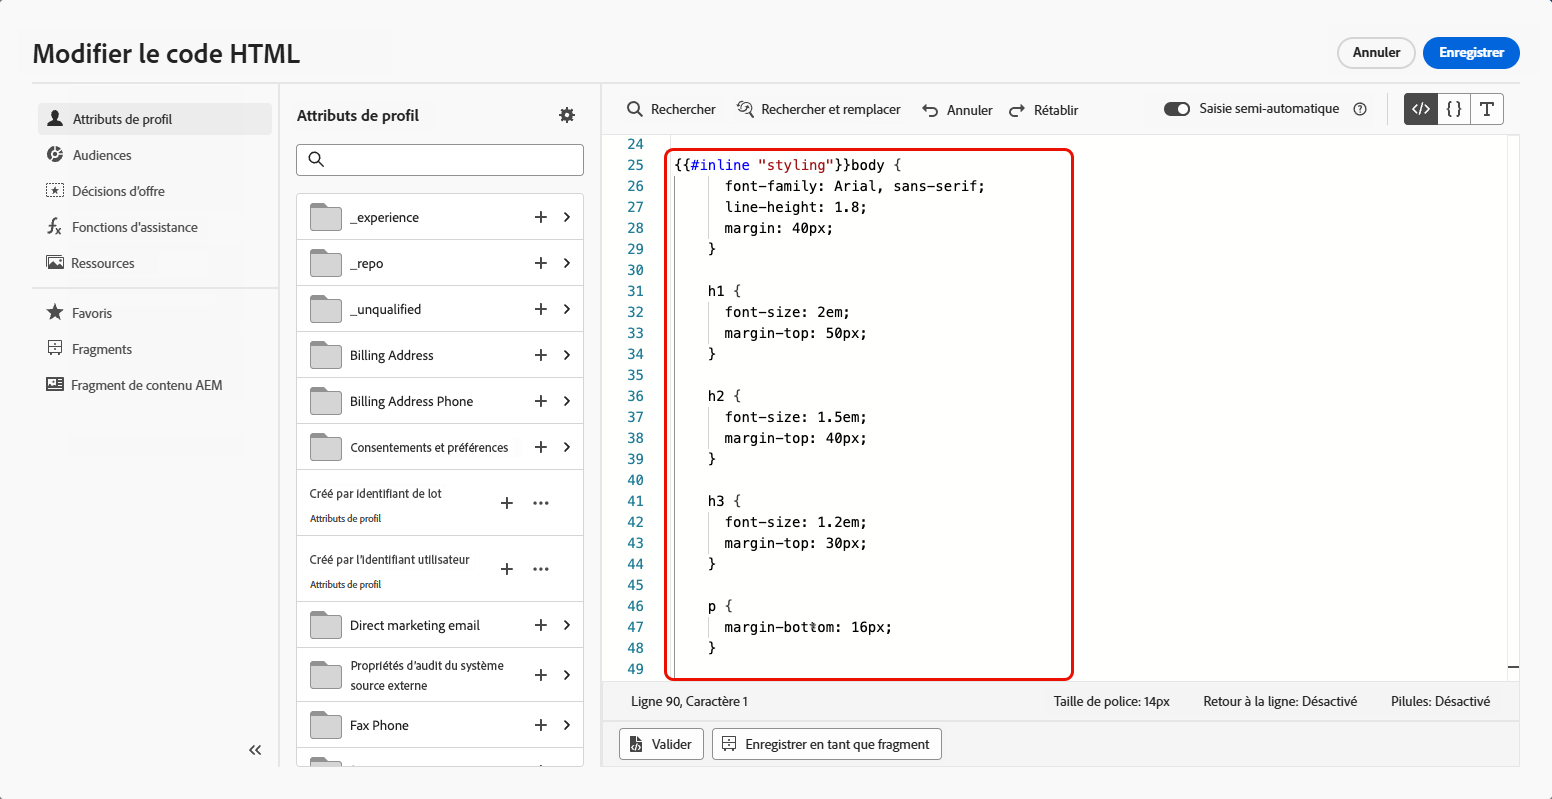 Modifier le code HTML
Annuler
Enregistrer
Attributs de profil
Audiences
Décisions d'offre
Fonctions d'assistance
Ressources
Favoris
Fragments
Fragment de contenu AEM
Attributs de profil
_experience
_repo
_unqualified
Billing Address
Billing Address Phone
Consentements et préférences
Créé par identifiant de lot
Attributs de profil
Créé par l'identifiant utilisateur
Attributs de profil
Direct marketing email
Propriétés d'audit du système
source externe
Fax Phone
Rechercher
Rechercher et remplacer
Annuler
Rétablir
Saisie semi-automatique
24
25 {{#inline "styling"}}body {
26 font-family: Arial, sans-serif;
27 line-height: 1.8;
28 margin: 40px;
29 }
30
31 h1 {
32 font-size: 2em;
33 margin-top: 50px;
34 }
35
36 h2 {
37 font-size: 1.5em;
38 margin-top: 40px;
39 }
40
41 h3 {
42 font-size: 1.2em;
43 margin-top: 30px;
44 }
45
46 p {
47 margin-bottom: 16px;
48 }
49
Ligne 90, Caractère 1
Taille de police: 14px
Retour à la ligne: Désactivé
Pilules: Désactivé
Valider
Enregistrer en tant que fragment